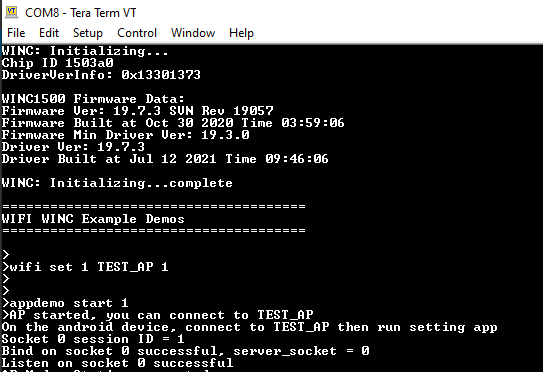 COM8 - Tera Term VT
File Edit Setup Control Window Help
WINC: Initializing...
Chip ID 1503a0
DriverVerInfo: 0x13301373
WINC1500 Firmware Data:
Firmware Ver: 19.7.3 SVN Rev 19057
Firmware Built at Oct 30 2020 Time 03:59:06
Firmware Min Driver Ver: 19.3.0
Driver Ver: 19.7.3
Driver Built at Jul 12 2021 Time 09:46:06
WINC: Initializing...complete
======================================
WIFI WINC Example Demos
======================================
>
>wifi set 1 TEST_AP 1
>
>
>appdemo start 1
>AP started, you can connect to TEST_AP
On the android device, connect to TEST_AP then run setting app
Socket 0 session ID = 1
Bind on socket 0 successful, server_socket = 0
Listen on socket 0 successful